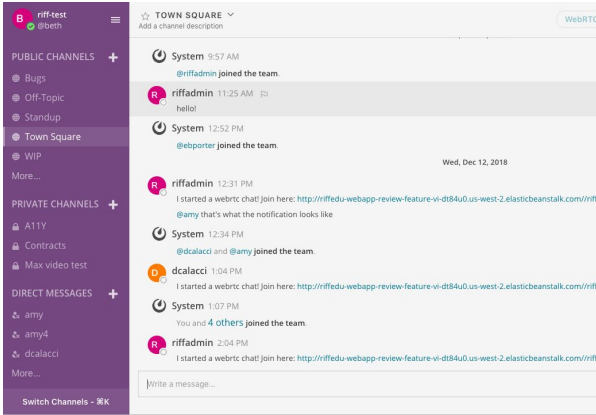 B
riff-test
@beth
PUBLIC CHANNELS +
Bugs
Off-Topic
Standup
Town Square
WIP
More...
PRIVATE CHANNELS +
A11Y
Contracts
Max video test
DIRECT MESSAGES +
amy
amy4
dcalacci
More...
Switch Channels - ⌘K
TOWN SQUARE
Add a channel description
WebRTC
System 9:57 AM
@riffadmin joined the team.
R
riffadmin 11:25 AM
hello!
System 12:52 PM
@ebporter joined the team.
Wed, Dec 12, 2018
R
riffadmin 12:31 PM
I started a webrtc chat! Join here: http://riffedu-webapp-review-feature-vi-dt84u0.us-west-2.elasticbeanstalk.com//riff
@amy that's what the notification looks like
System 12:34 PM
@dcalacci and @amy joined the team.
D
dcalacci 1:04 PM
I started a webrtc chat! Join here: http://riffedu-webapp-review-feature-vi-dt84u0.us-west-2.elasticbeanstalk.com//riff
System 1:07 PM
You and 4 others joined the team.
R
riffadmin 2:04 PM
I started a webrtc chat! Join here: http://riffedu-webapp-review-feature-vi-dt84u0.us-west-2.elasticbeanstalk.com//riff
Write a message...